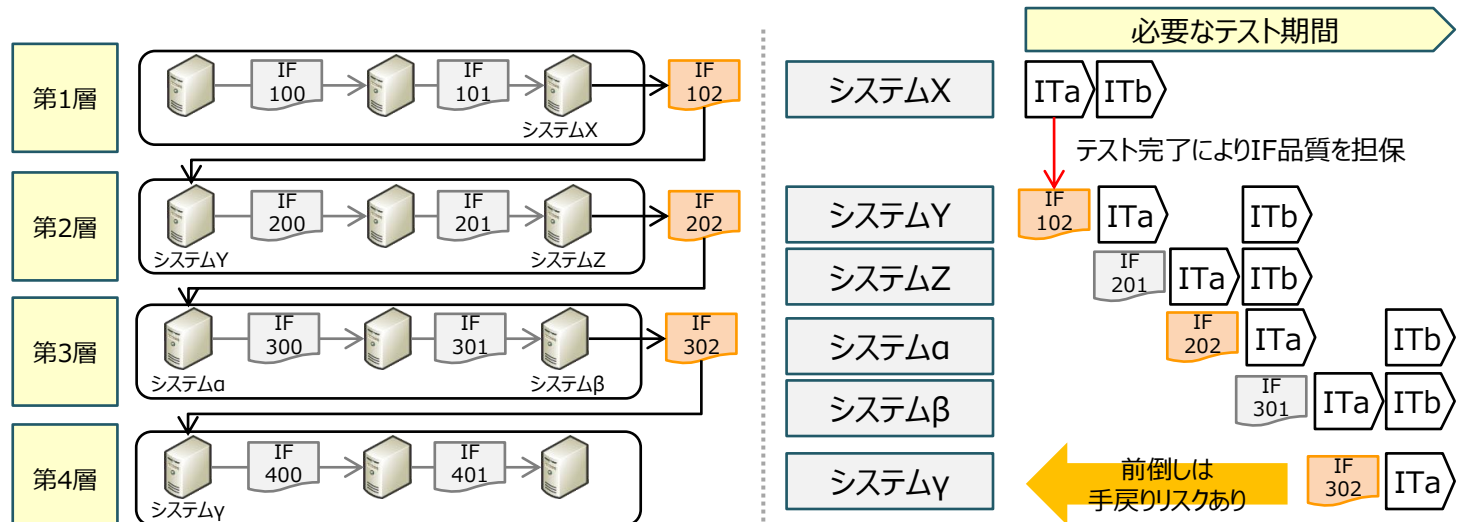 第1層
IF
100
IF
101
システムX
IF
102
第2層
システムY
IF
200
IF
201
システムZ
IF
202
第3層
システムα
IF
300
IF
301
システムβ
IF
302
第4層
システムγ
IF
400
IF
401
必要なテスト期間
システムX
ITa
ITb
テスト完了によりIF品質を担保
システムY
IF
102
ITa
ITb
システムZ
IF
201
ITa
ITb
システムα
IF
202
ITa
ITb
システムβ
IF
301
ITa
ITb
システムγ
前倒しは
手戻りリスクあり
IF
302
ITa